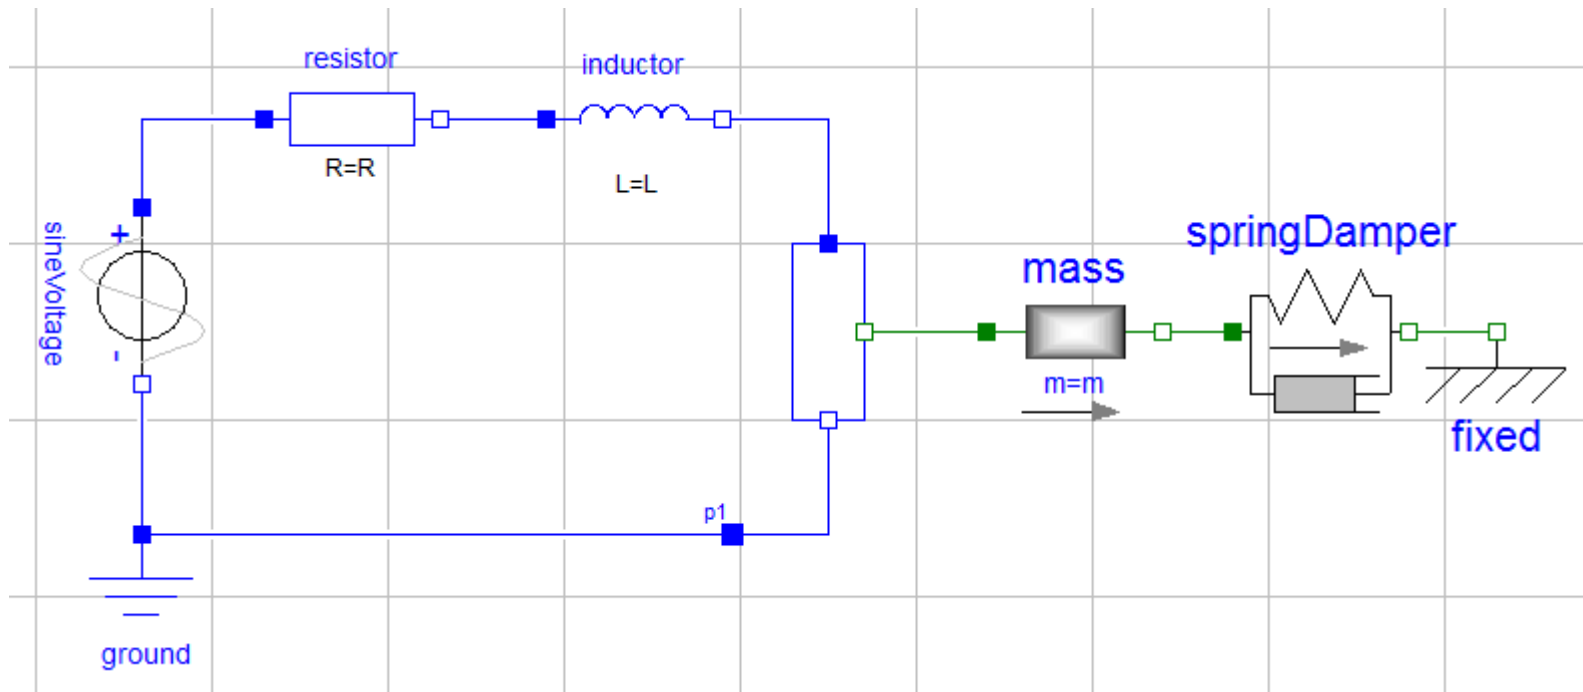 resistor
inductor
R=R
L=L
sineVoltage
+
-
springDamper
mass
m=m
fixed
p1
ground